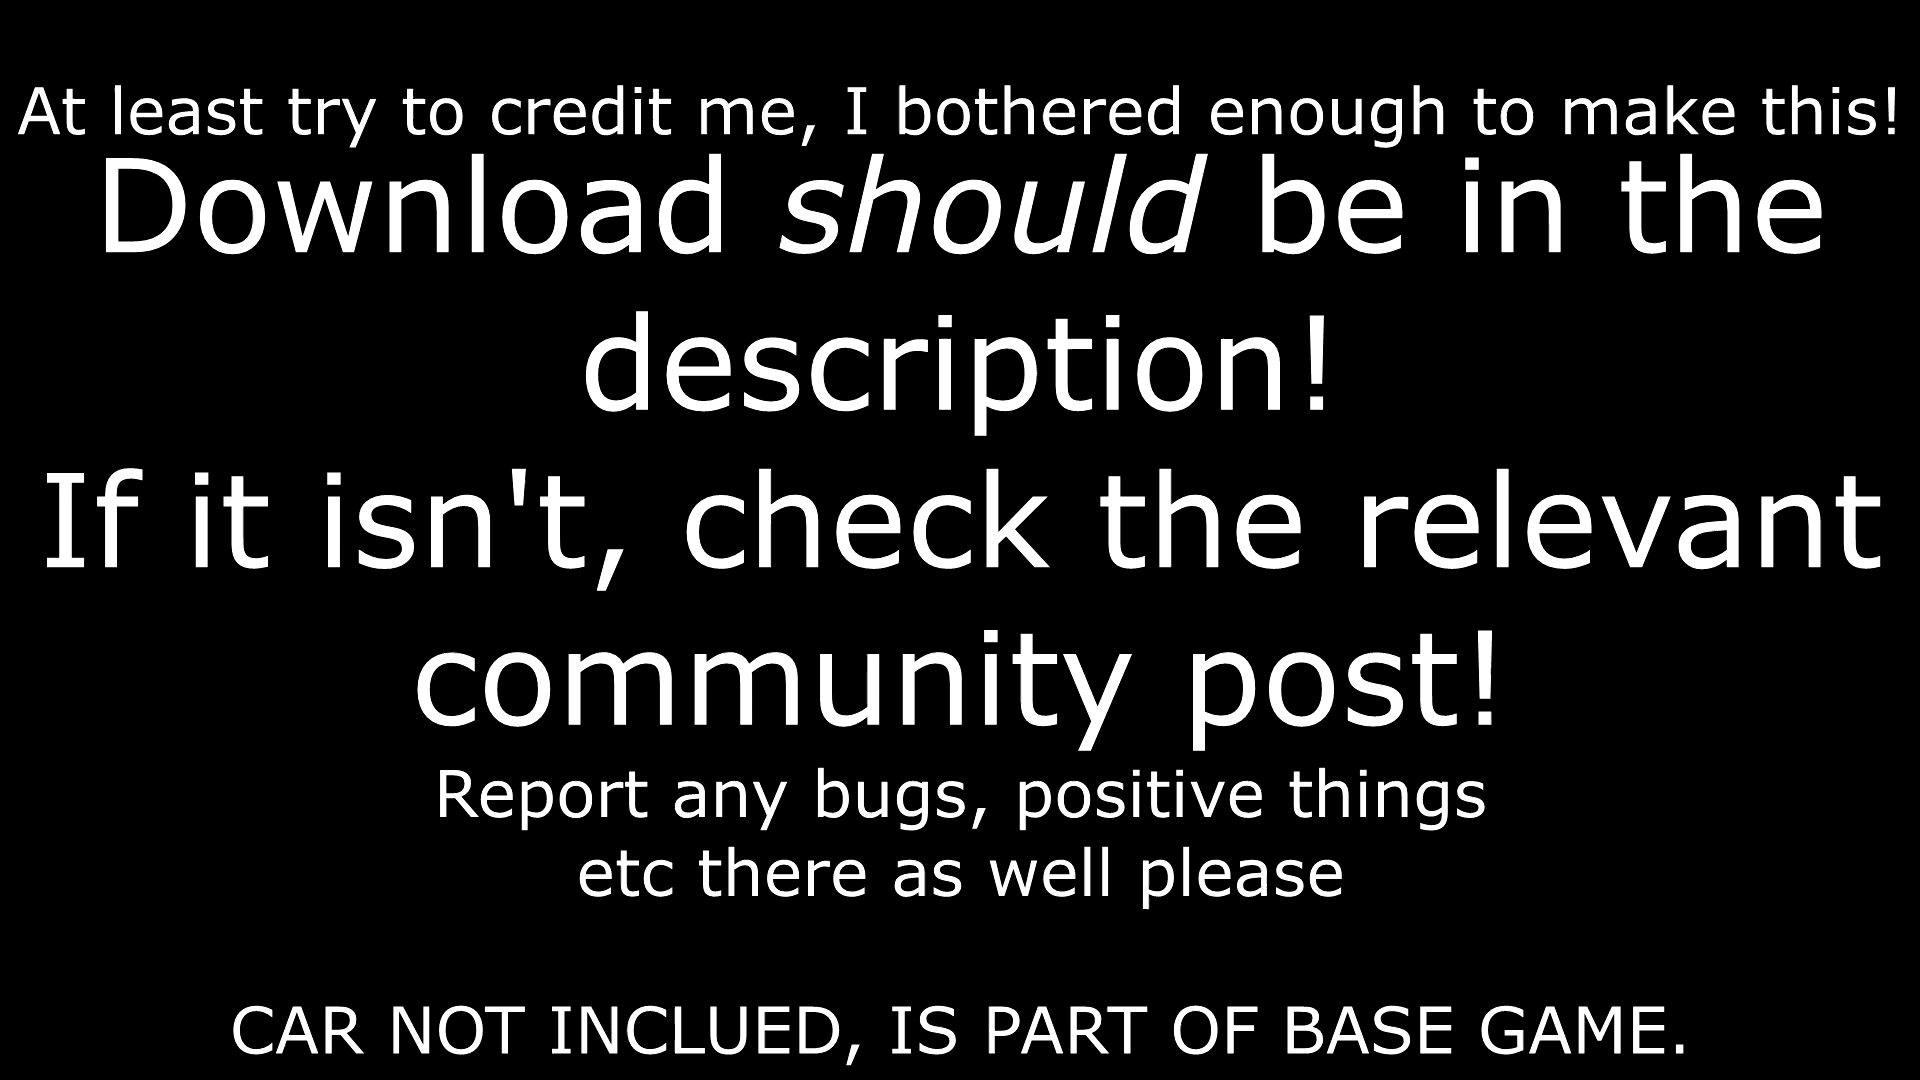 At least try to credit me, I bothered enough to make this!
Download should be in the
description!
If it isn't, check the relevant
community post!
Report any bugs, positive things
etc there as well please
CAR NOT INCLUED, IS PART OF BASE GAME.